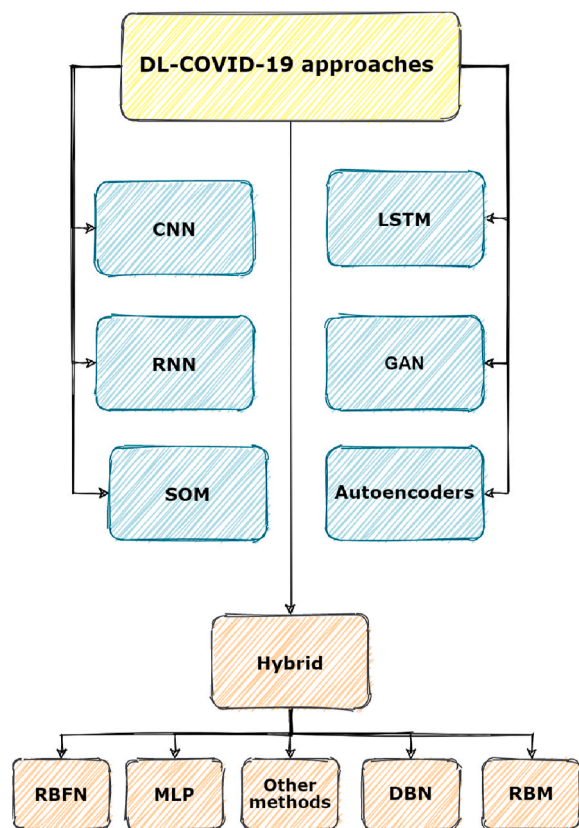 DL-COVID-19 approaches
CNN
LSTM
RNN
GAN
SOM
Autoencoders
Hybrid
RBFN
MLP
Other
methods
DBN
RBM